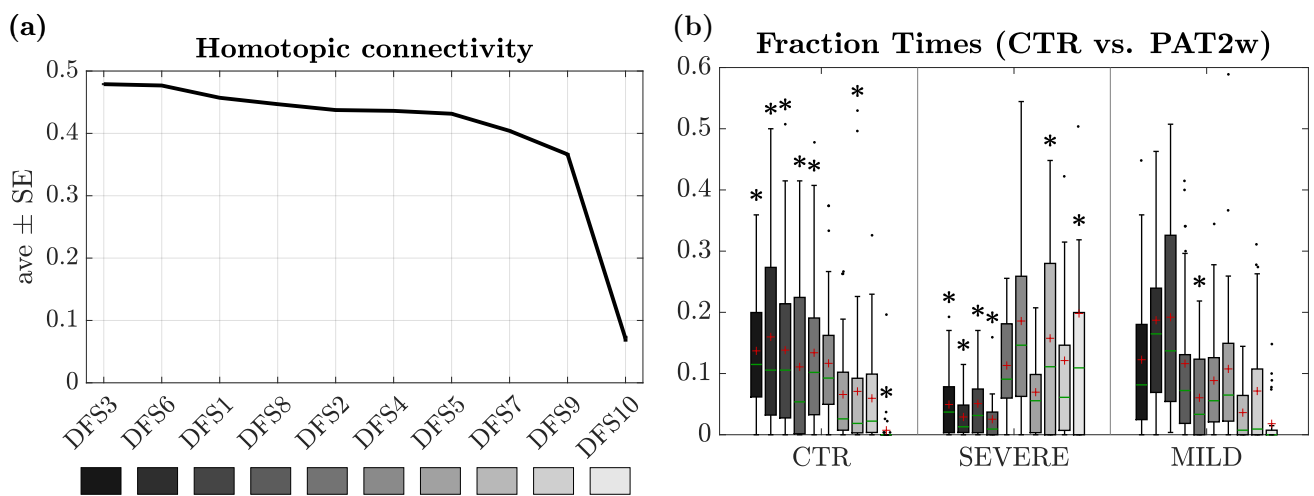 (a)
Homotopic connectivity
ave ± SE
0.5
0.4
0.3
0.2
0.1
0
DFS3
DFS6
DFS1
DFS8
DFS2
DFS4
DFS5
DFS7
DFS9
DFS10
(b)
Fraction Times (CTR vs. PAT2w)
0.6
0.5
0.4
0.3
0.2
0.1
0
* * * * * * *
* * * * * *
*
CTR
SEVERE
MILD